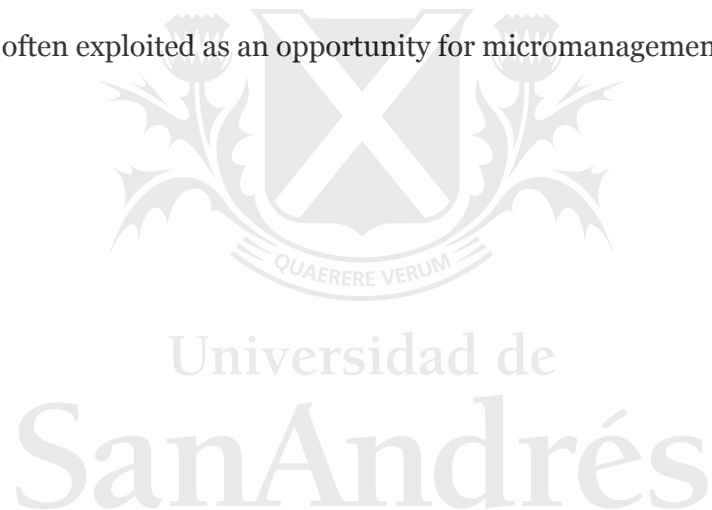 often exploited as an opportunity for micromanagemen
QUAERERE VERUM
Universidad de
SanAndrés